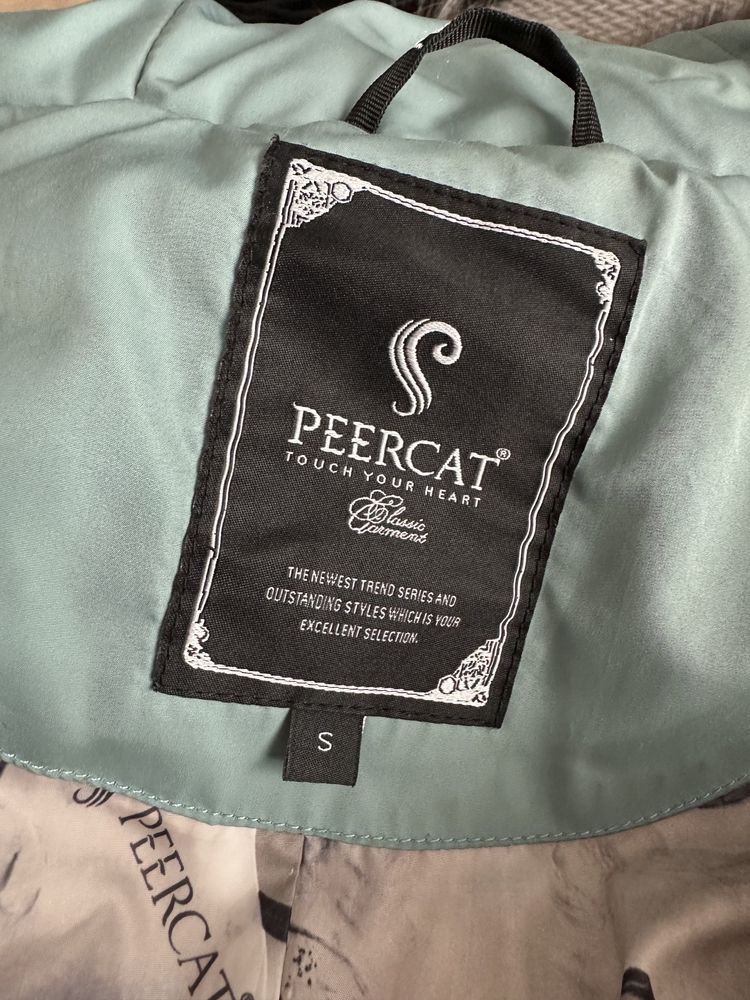 PEERCAT®
TOUCH YOUR HEART
Classic
Garment
THE NEWEST TREND SERIES AND
OUTSTANDING STYLES WHICH IS YOUR
EXCELLENT SELECTION.
S
PEERCAT